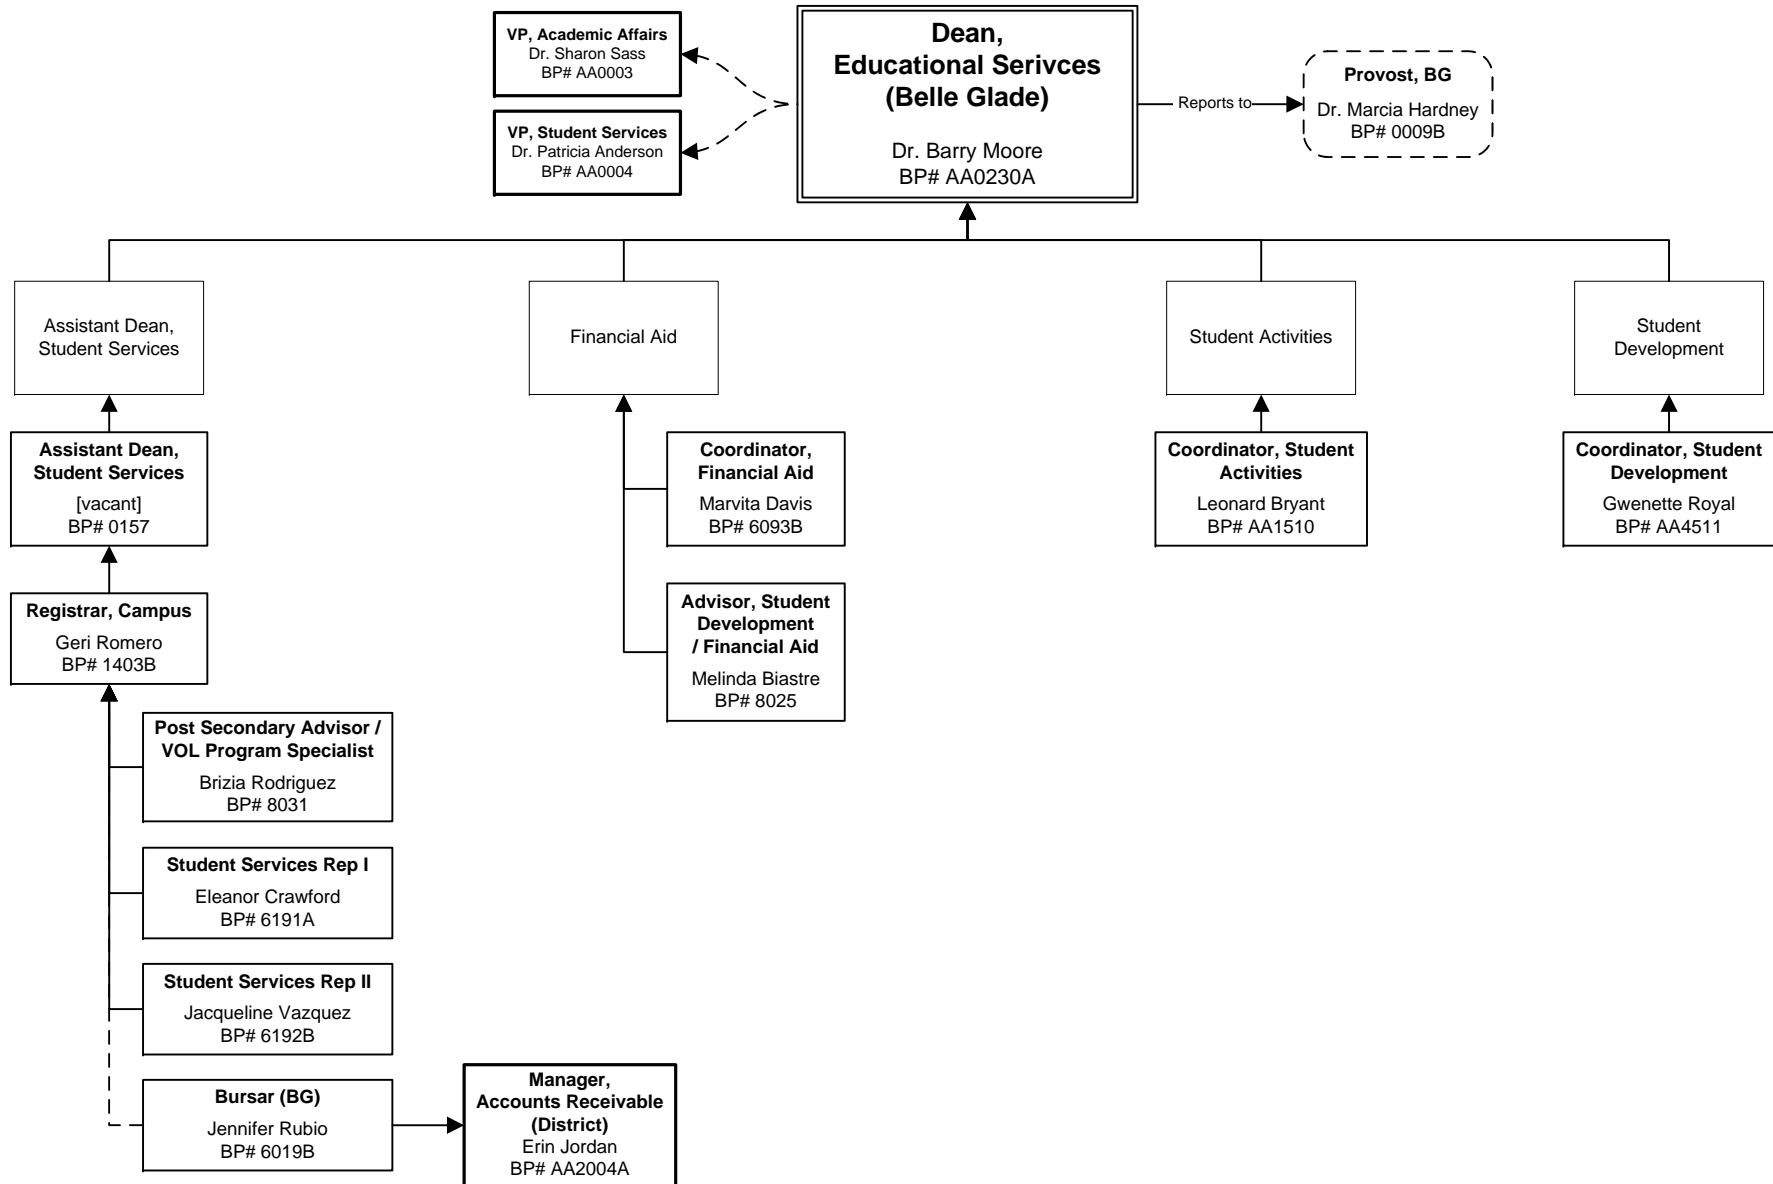 VP, Academic Affairs
Dr. Sharon Sass
BP# AA0003
VP, Student Services
Dr. Patricia Anderson
BP# AA0004
Dean,
Educational Serivces
(Belle Glade)
Dr. Barry Moore
BP# AA0230A
Reports to
Provost, BG
Dr. Marcia Hardney
BP# 0009B
Assistant Dean,
Student Services
Financial Aid
Student Activities
Student
Development
Assistant Dean,
Student Services
[vacant]
BP# 0157
Coordinator,
Financial Aid
Marvita Davis
BP# 6093B
Coordinator, Student
Activities
Leonard Bryant
BP# AA1510
Coordinator, Student
Development
Gwenette Royal
BP# AA4511
Registrar, Campus
Geri Romero
BP# 1403B
Advisor, Student
Development
/ Financial Aid
Melinda Biastre
BP# 8025
Post Secondary Advisor /
VOL Program Specialist
Brizia Rodriguez
BP# 8031
Student Services Rep I
Eleanor Crawford
BP# 6191A
Student Services Rep II
Jacqueline Vazquez
BP# 6192B
Bursar (BG)
Jennifer Rubio
BP# 6019B
Manager,
Accounts Receivable
(District)
Erin Jordan
BP# AA2004A